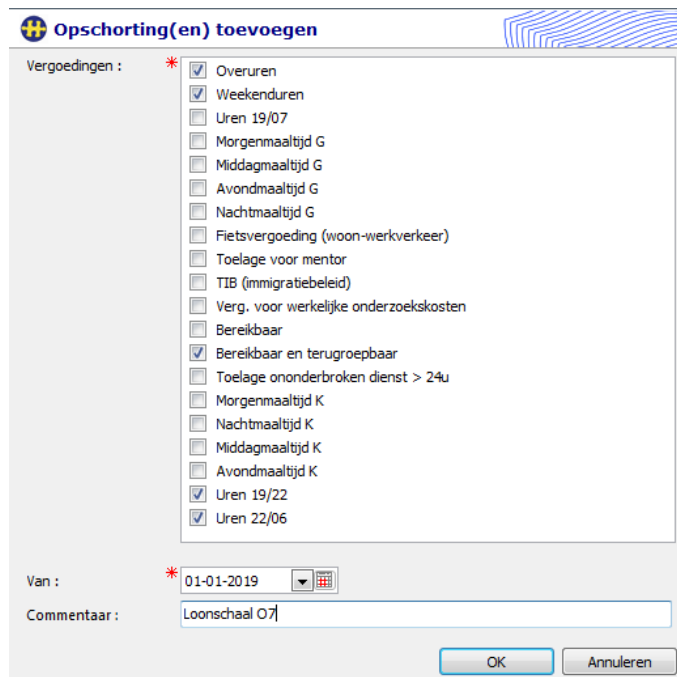 Opschorting(en) toevoegen
Vergoedingen : *
Overuren
Weekenduren
Uren 19/07
Morgenmaaltijd G
Middagmaaltijd G
Avondmaaltijd G
Nachtmaaltijd G
Fietsvergoeding (woon-werkverkeer)
Toelage voor mentor
TIB (immigratiebeleid)
Verg. voor werkelijke onderzoekskosten
Bereikbaar
Bereikbaar en terugroepbaar
Toelage ononderbroken dienst > 24u
Morgenmaaltijd K
Nachtmaaltijd K
Middagmaaltijd K
Avondmaaltijd K
Uren 19/22
Uren 22/06
Van : * 01-01-2019
Commentaar : Loonschaal O7
OK Annuleren